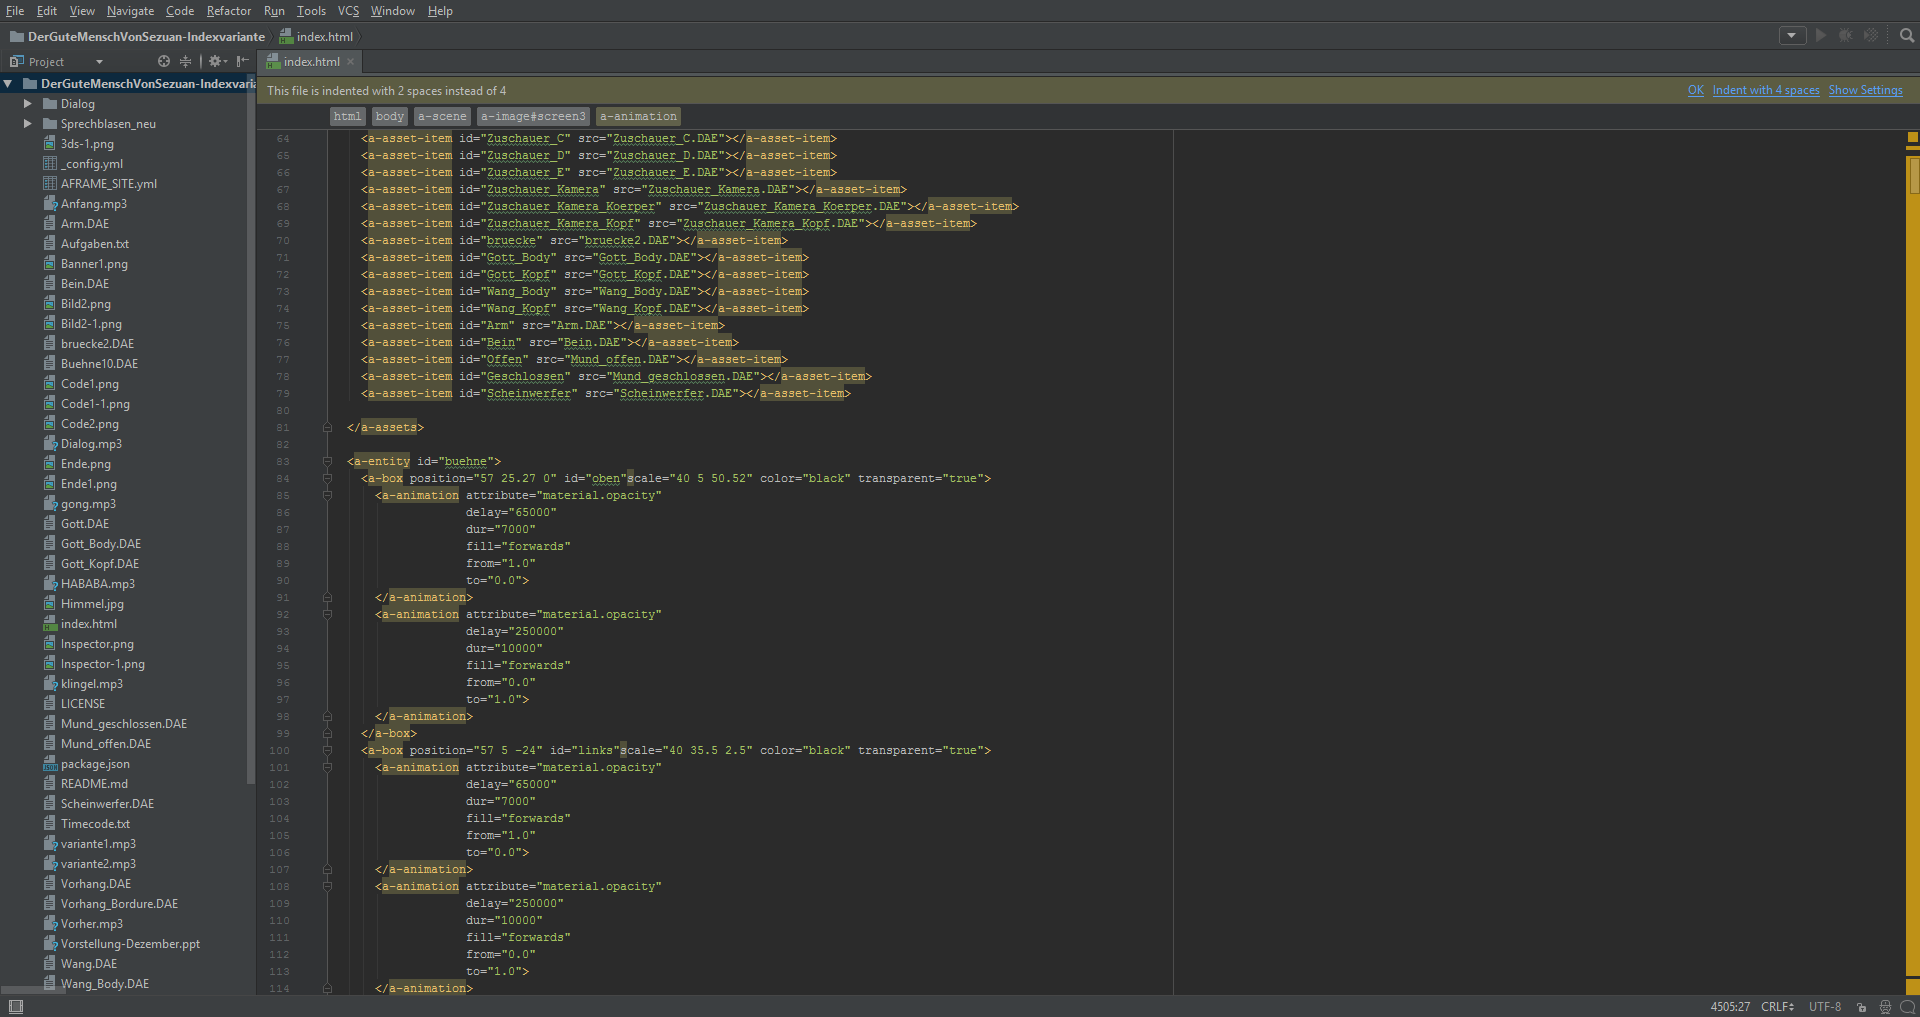 File Edit View Navigate Code Refactor Run Tools VCS Window Help
DerGuteMenschVonSezuan-Indexvariante index.html
Project
index.html
DerGuteMenschVonSezuan-Indexvaria
Dialog
Sprechblasen_neu
3ds-1.png
_config.yml
AFRAME_SITE.yml
Anfang.mp3
Arm.DAE
Aufgaben.txt
Banner1.png
Bein.DAE
Bild2.png
Bild2-1.png
bruecke2.DAE
Buehne10.DAE
Code1.png
Code1-1.png
Code2.png
Dialog.mp3
Ende.png
Ende1.png
gong.mp3
Gott.DAE
Gott_Body.DAE
Gott_Kopf.DAE
HABABA.mp3
Himmel.jpg
index.html
Inspector.png
Inspector-1.png
klingel.mp3
LICENSE
Mund_geschlossen.DAE
Mund_offen.DAE
package.json
README.md
Scheinwerfer.DAE
Timecode.txt
variante1.mp3
variante2.mp3
Vorhang.DAE
Vorhang_Bordure.DAE
Vorher.mp3
Vorstellung-Dezember.ppt
Wang.DAE
Wang_Body.DAE
This file is indented with 2 spaces instead of 4 OK Indent with 4 spaces Show Settings
html body a-scene a-image#screen3 a-animation
64 <a-asset-item id="Zuschauer_C" src="Zuschauer_C.DAE"></a-asset-item>
65 <a-asset-item id="Zuschauer_D" src="Zuschauer_D.DAE"></a-asset-item>
66 <a-asset-item id="Zuschauer_E" src="Zuschauer_E.DAE"></a-asset-item>
67 <a-asset-item id="Zuschauer_Kamera" src="Zuschauer_Kamera.DAE"></a-asset-item>
68 <a-asset-item id="Zuschauer_Kamera_Koerper" src="Zuschauer_Kamera_Koerper.DAE"></a-asset-item>
69 <a-asset-item id="Zuschauer_Kamera_Kopf" src="Zuschauer_Kamera_Kopf.DAE"></a-asset-item>
70 <a-asset-item id="bruecke" src="bruecke2.DAE"></a-asset-item>
71 <a-asset-item id="Gott_Body" src="Gott_Body.DAE"></a-asset-item>
72 <a-asset-item id="Gott_Kopf" src="Gott_Kopf.DAE"></a-asset-item>
73 <a-asset-item id="Wang_Body" src="Wang_Body.DAE"></a-asset-item>
74 <a-asset-item id="Wang_Kopf" src="Wang_Kopf.DAE"></a-asset-item>
75 <a-asset-item id="Arm" src="Arm.DAE"></a-asset-item>
76 <a-asset-item id="Bein" src="Bein.DAE"></a-asset-item>
77 <a-asset-item id="Offen" src="Mund_offen.DAE"></a-asset-item>
78 <a-asset-item id="Geschlossen" src="Mund_geschlossen.DAE"></a-asset-item>
79 <a-asset-item id="Scheinwerfer" src="Scheinwerfer.DAE"></a-asset-item>
80
81 </a-assets>
82
83 <a-entity id="buehne">
84 <a-box position="57 25.27 0" id="oben"scale="40 5 50.52" color="black" transparent="true">
85 <a-animation attribute="material.opacity"
86 delay="65000"
87 dur="7000"
88 fill="forwards"
89 from="1.0"
90 to="0.0">
91 </a-animation>
92 <a-animation attribute="material.opacity"
93 delay="250000"
94 dur="10000"
95 fill="forwards"
96 from="0.0"
97 to="1.0">
98 </a-animation>
99 </a-box>
100 <a-box position="57 5 -24" id="links"scale="40 35.5 2.5" color="black" transparent="true">
101 <a-animation attribute="material.opacity"
102 delay="65000"
103 dur="7000"
104 fill="forwards"
105 from="1.0"
106 to="0.0">
107 </a-animation>
108 <a-animation attribute="material.opacity"
109 delay="250000"
110 dur="10000"
111 fill="forwards"
112 from="0.0"
113 to="1.0">
114 </a-animation>
4505:27 CRLF UTF-8